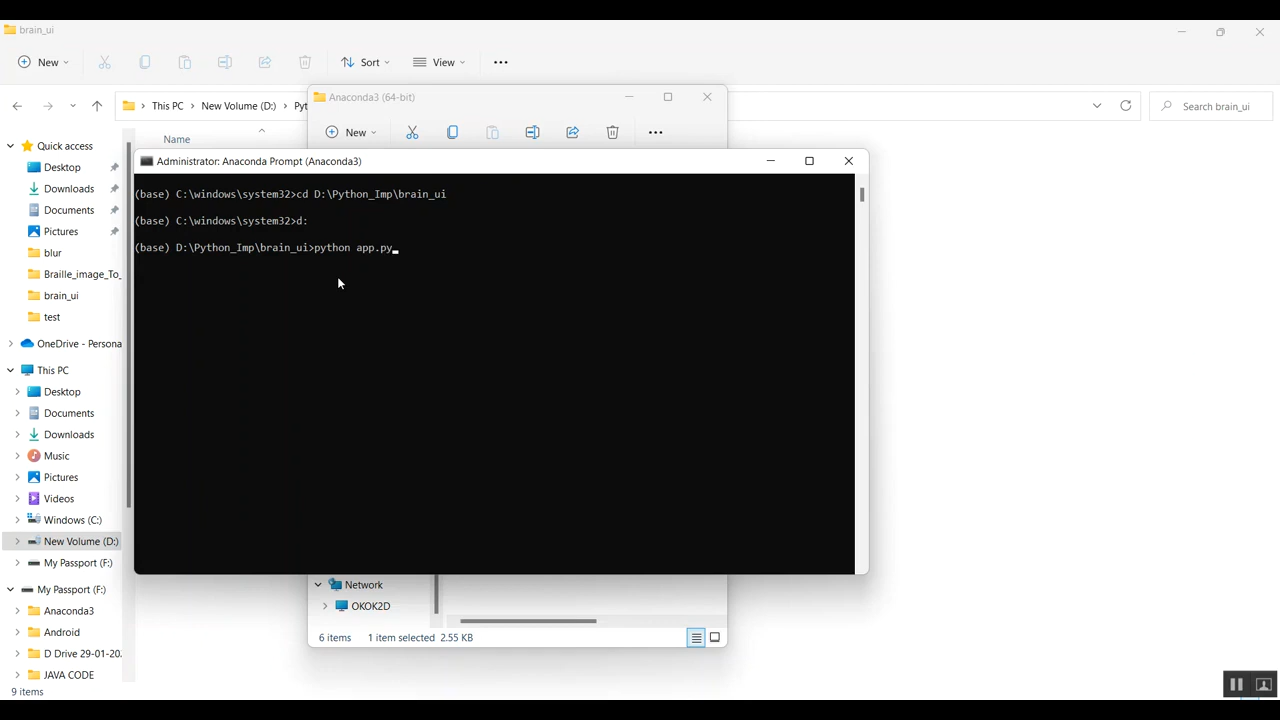 brain_ui
New
Sort
View
This PC
New Volume (D:)
Pyt
Search brain_ui
Name
Quick access
Desktop
Downloads
Documents
Pictures
blur
Braille_image_To_
brain_ui
test
OneDrive - Persona
This PC
Desktop
Documents
Downloads
Music
Pictures
Videos
Windows (C:)
New Volume (D:)
My Passport (F:)
My Passport (F:)
Anaconda3
Android
D Drive 29-01-20.
JAVA CODE
9 items
Anaconda3 (64-bit)
New
Administrator: Anaconda Prompt (Anaconda3)
(base) C:\windows\system32>cd D:\Python_Imp\brain_ui
(base) C:\windows\system32>d:
(base) D:\Python_Imp\brain_ui>python app.py
Network
OKOK2D
6 items 1 item selected 2.55 KB